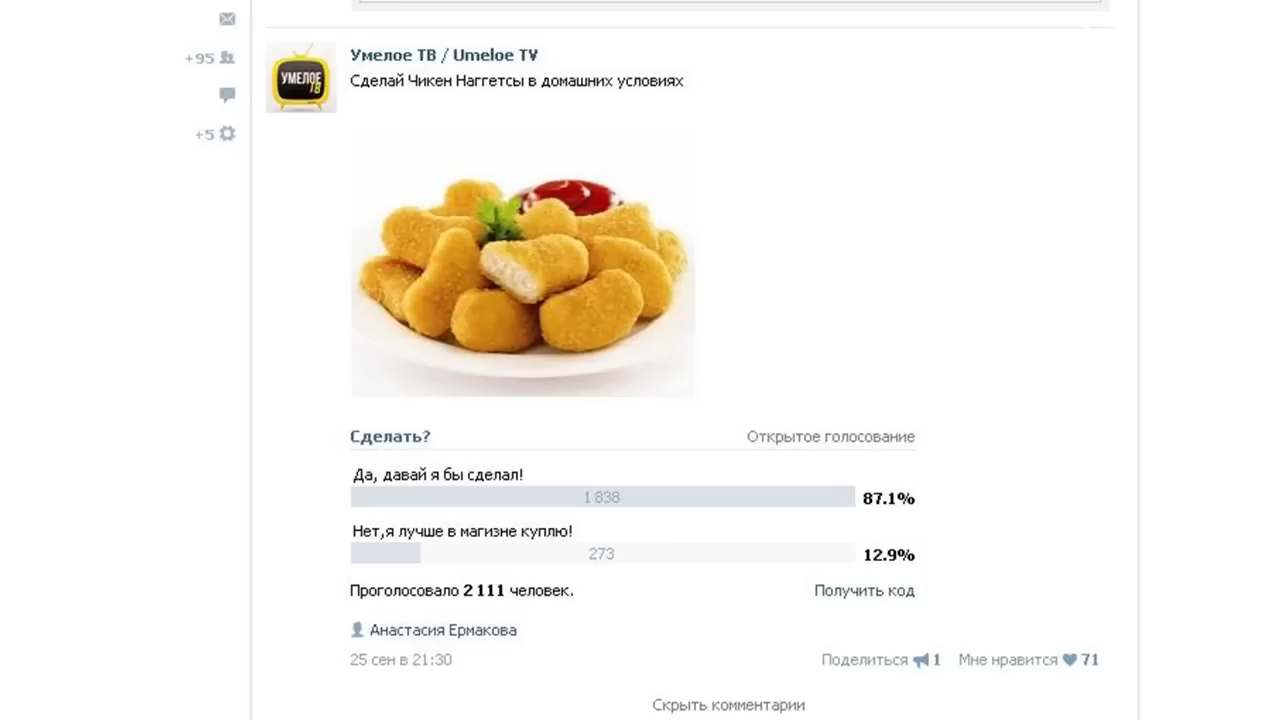 +95
+5
УМЕЛОЕ
ТВ
Умелое ТВ / Umeloe TV
Сделай Чикен Наггетсы в домашних условиях
Сделать?
Открытое голосование
Да, давай я бы сделал!
1 838
87.1%
Нет,я лучше в магизне куплю!
273
12.9%
Проголосовало 2 111 человек.
Получить код
Анастасия Ермакова
25 сен в 21:30
Поделиться 1
Мне нравится 71
Скрыть комментарии